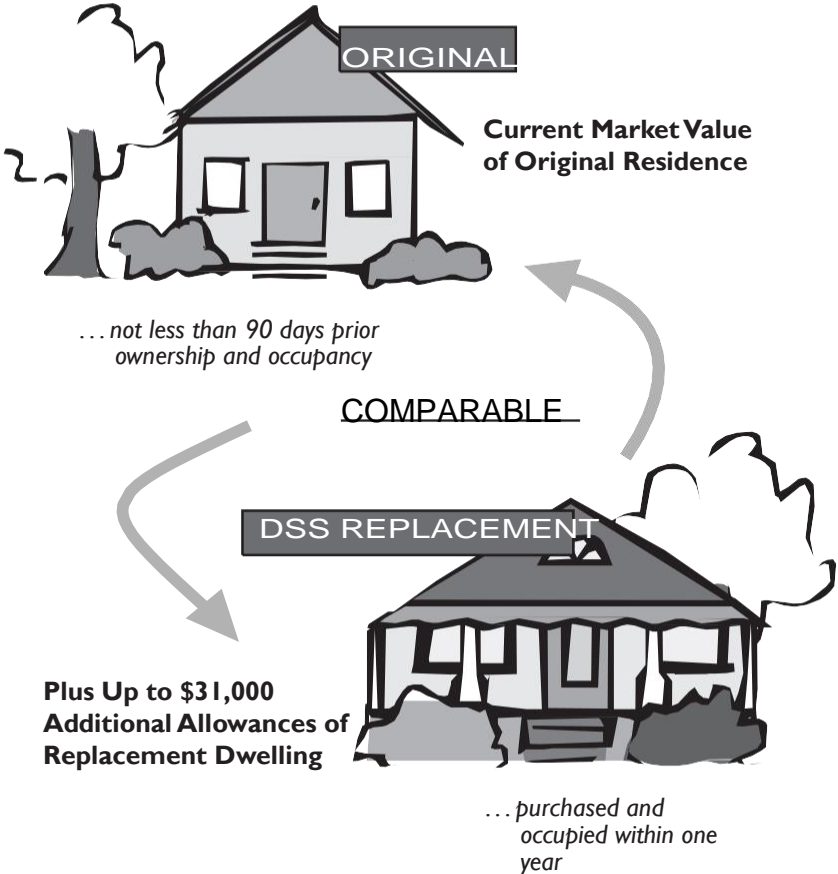 ORIGINAL
Current Market Value
of Original Residence
...not less than 90 days prior
ownership and occupancy
COMPARABLE
DSS REPLACEMENT
Plus Up to $31,000
Additional Allowances of
Replacement Dwelling
...purchased and
occupied within one
year